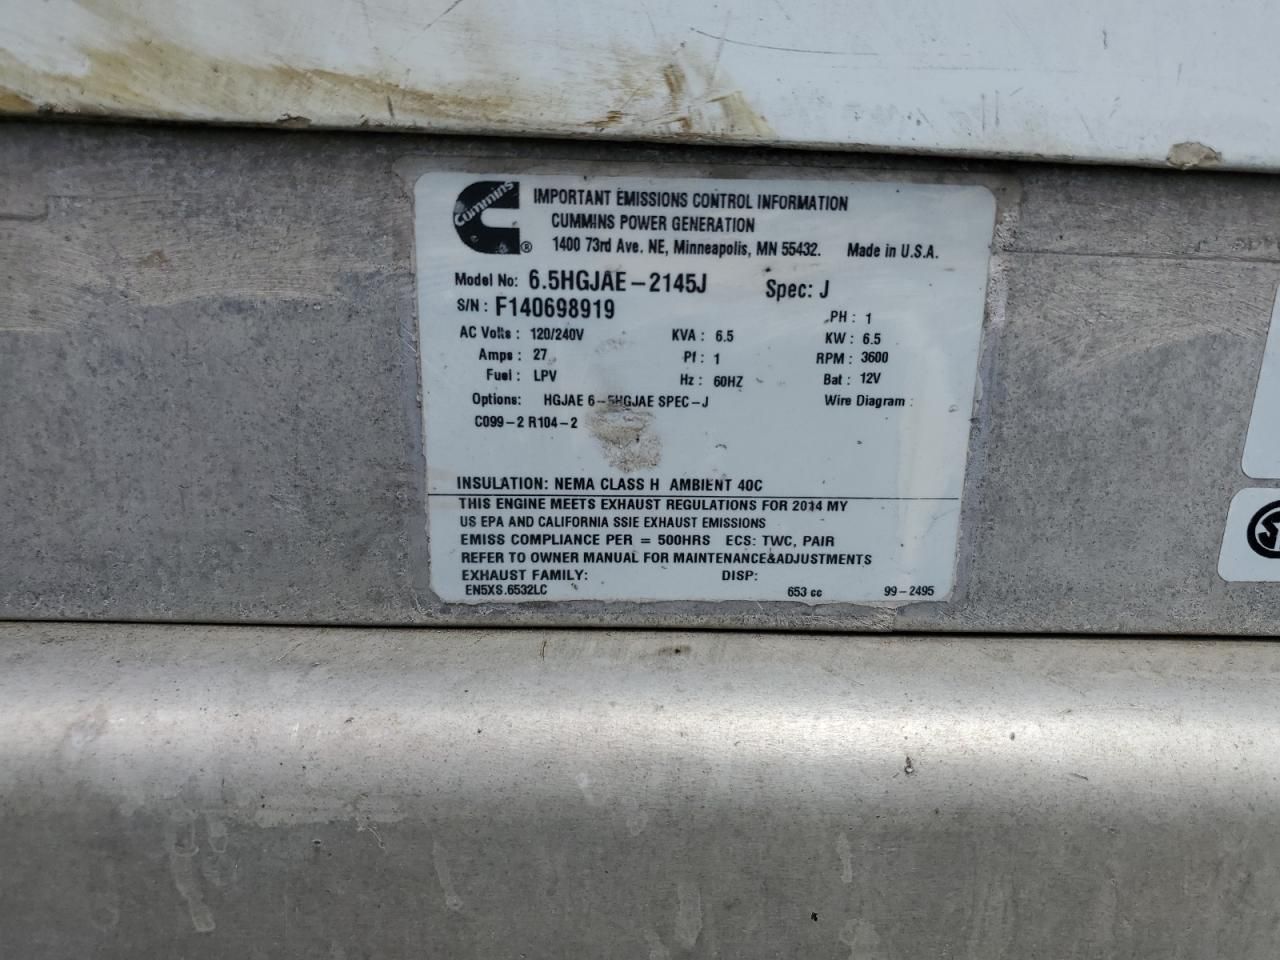 Cummins ® IMPORTANT EMISSIONS CONTROL INFORMATION
CUMMINS POWER GENERATION
1400 73rd Ave. NE, Minneapolis, MN 55432. Made in U.S.A.
Model No: 6.5HGJAE-2145J Spec: J
S/N: F140698919 PH: 1
AC Volts: 120/240V KVA: 6.5 KW: 6.5
Amps: 27 Pf: 1 RPM: 3600
Fuel: LPV Hz: 60HZ Bat: 12V
Options: HGJAE 6-5HGJAE SPEC-J Wire Diagram:
C099-2 R104-2
INSULATION: NEMA CLASS H AMBIENT 40C
THIS ENGINE MEETS EXHAUST REGULATIONS FOR 2014 MY
US EPA AND CALIFORNIA SSIE EXHAUST EMISSIONS
EMISS COMPLIANCE PER = 500HRS ECS: TWC, PAIR
REFER TO OWNER MANUAL FOR MAINTENANCE&ADJUSTMENTS
EXHAUST FAMILY: DISP:
EN5XS.6532LC 653 cc 99-2495